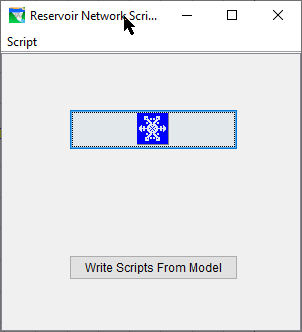 Reservoir Network Scri...
Script
Write Scripts From Model